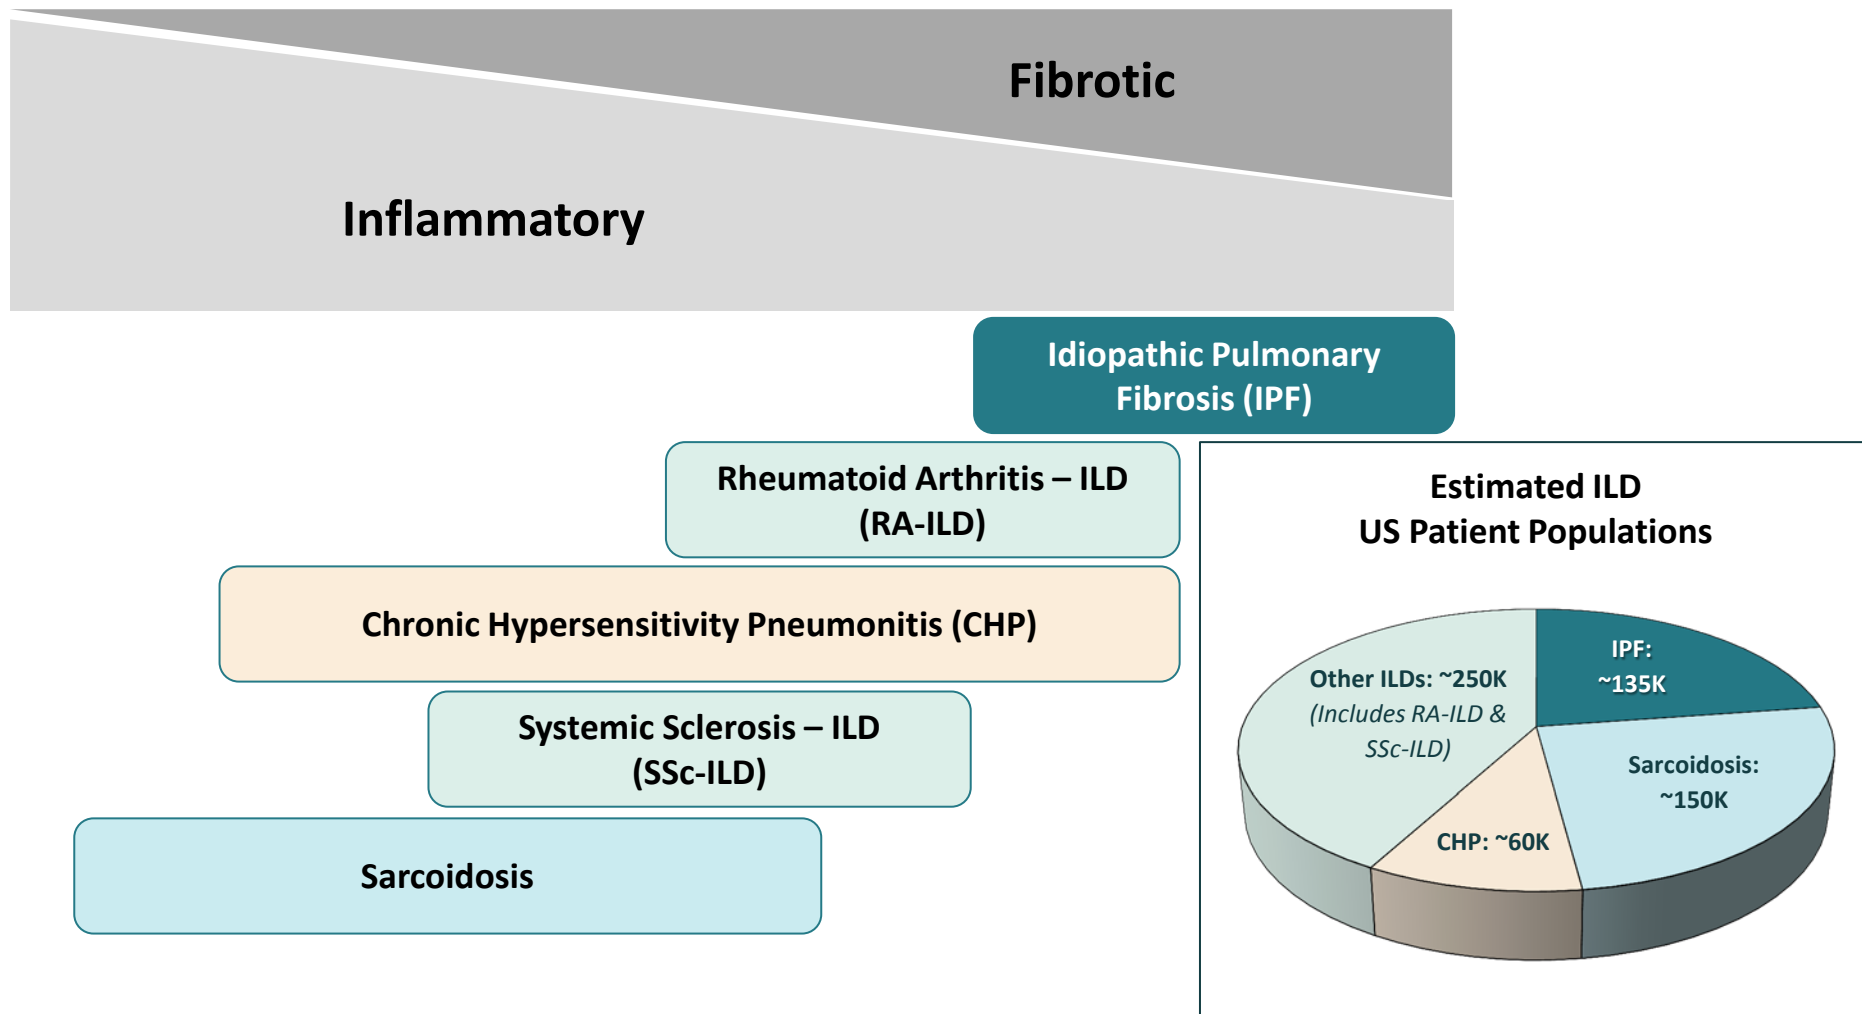 Fibrotic
Inflammatory
Idiopathic Pulmonary
Fibrosis (IPF)
Rheumatoid Arthritis – ILD
(RA-ILD)
Chronic Hypersensitivity Pneumonitis (CHP)
Systemic Sclerosis – ILD
(SSc-ILD)
Sarcoidosis
Estimated ILD
US Patient Populations
IPF:
~135K
Other ILDs: ~250K
(Includes RA-ILD &
SSc-ILD)
Sarcoidosis:
~150K
CHP: ~60K